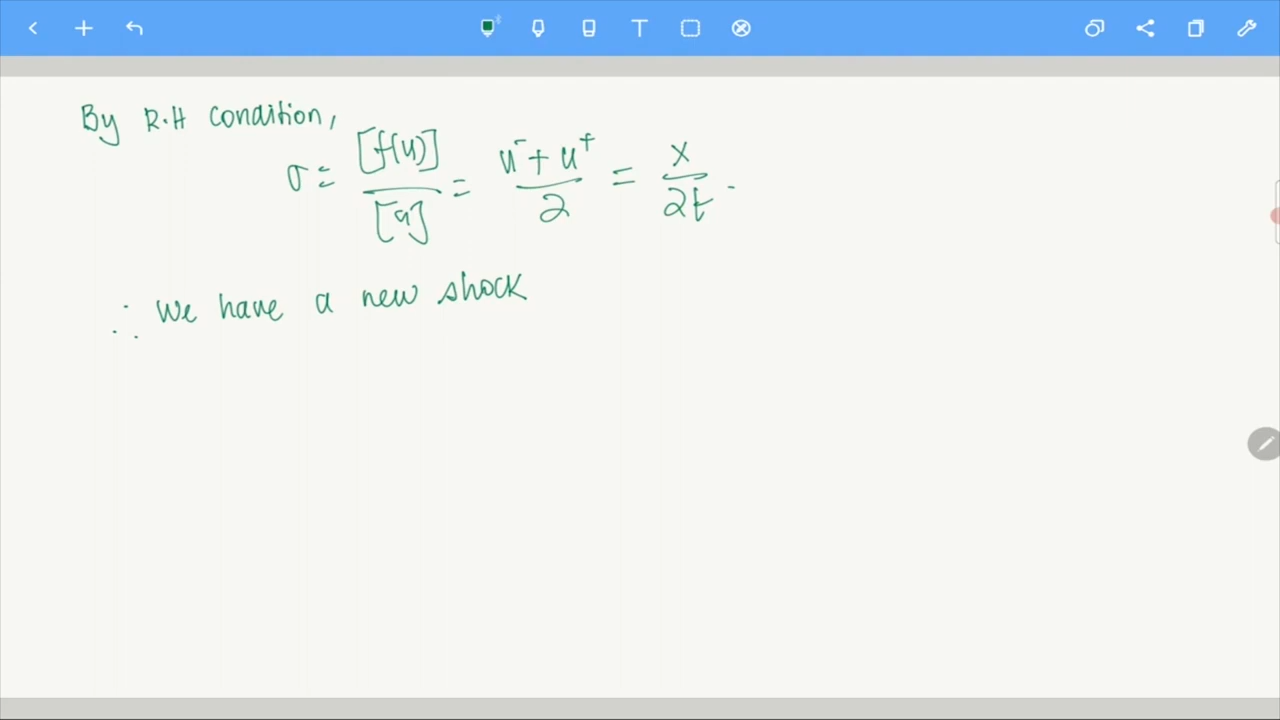 By R.H condition,
σ = [f(u)] / [u] = u⁻ + u⁺ / 2 = x / 2t .
∴ we have a new shock